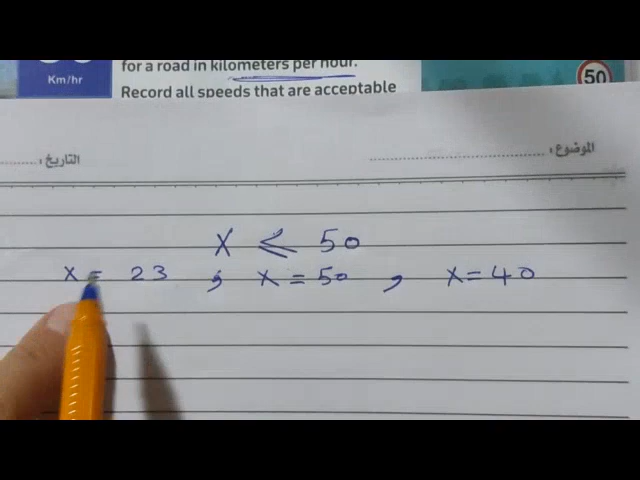 for a road in kilometers per hour.
Km/hr
50
Record all speeds that are acceptable
الموضوع: ........................ التاريخ: ............
x ≤ 50
x = 23 , x = 50 , x = 40